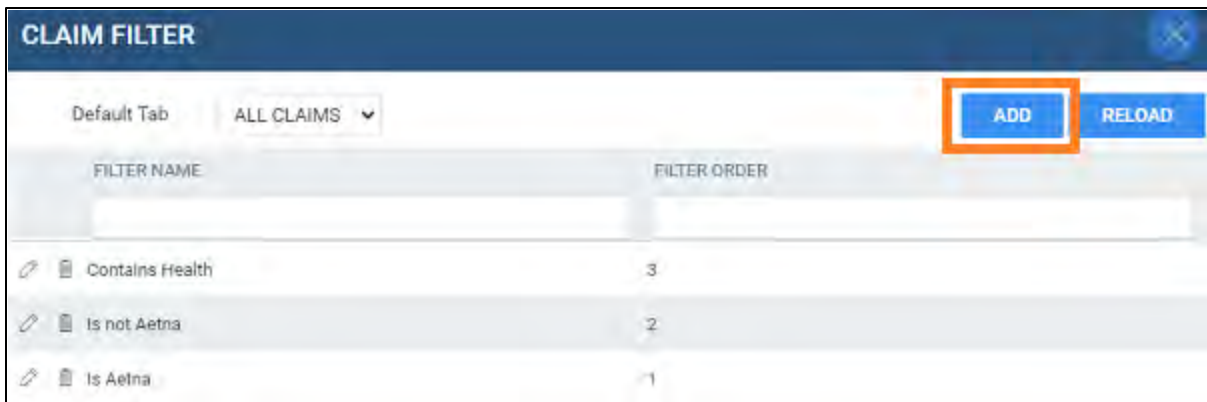 CLAIM FILTER
Default Tab ALL CLAIMS ADD RELOAD
FILTER NAME FILTER ORDER
Contains Health 3
Is not Aetna 2
Is Aetna 1